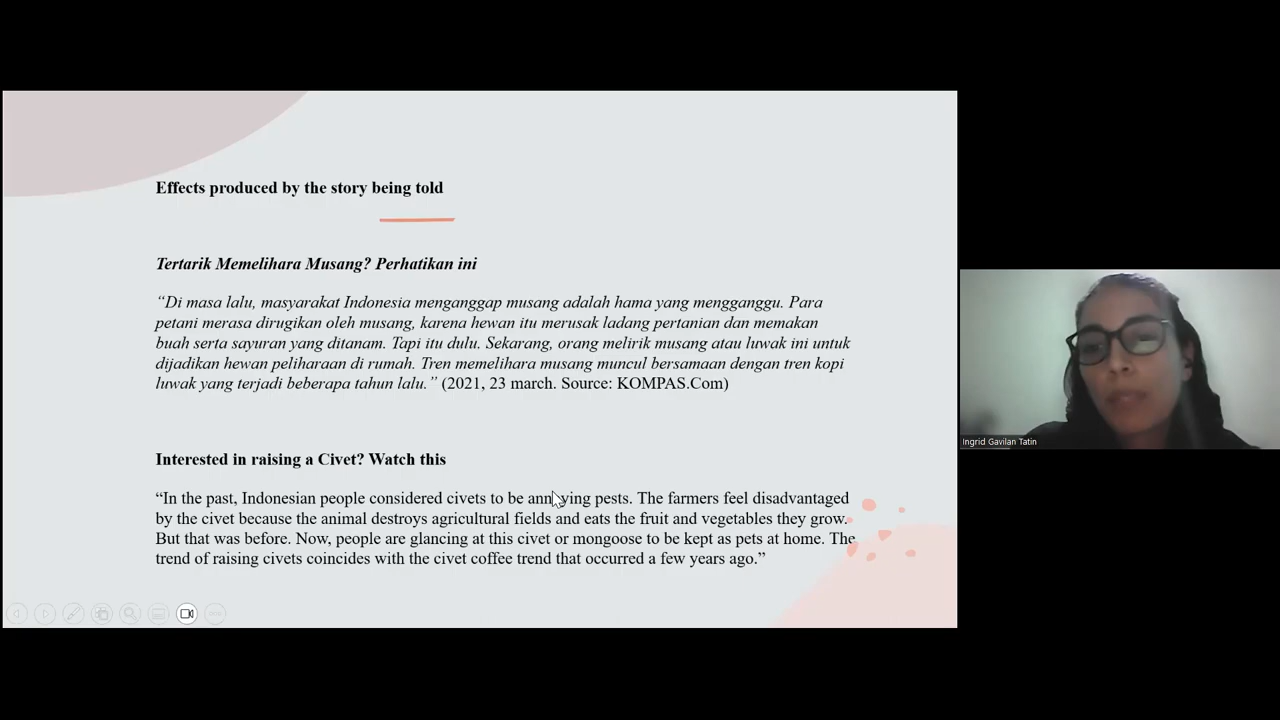 Effects produced by the story being told
Tertarik Memelihara Musang? Perhatikan ini
“Di masa lalu, masyarakat Indonesia menganggap musang adalah hama yang mengganggu. Para
petani merasa dirugikan oleh musang, karena hewan itu merusak ladang pertanian dan memakan
buah serta sayuran yang ditanam. Tapi itu dulu. Sekarang, orang melirik musang atau luwak ini untuk
dijadikan hewan peliharaan di rumah. Tren memelihara musang muncul bersamaan dengan tren kopi
luwak yang terjadi beberapa tahun lalu.” (2021, 23 march. Source: KOMPAS.Com)
Interested in raising a Civet? Watch this
“In the past, Indonesian people considered civets to be annoying pests. The farmers feel disadvantaged
by the civet because the animal destroys agricultural fields and eats the fruit and vegetables they grow.
But that was before. Now, people are glancing at this civet or mongoose to be kept as pets at home. The
trend of raising civets coincides with the civet coffee trend that occurred a few years ago.”
Ingrid Gavilan Tatin